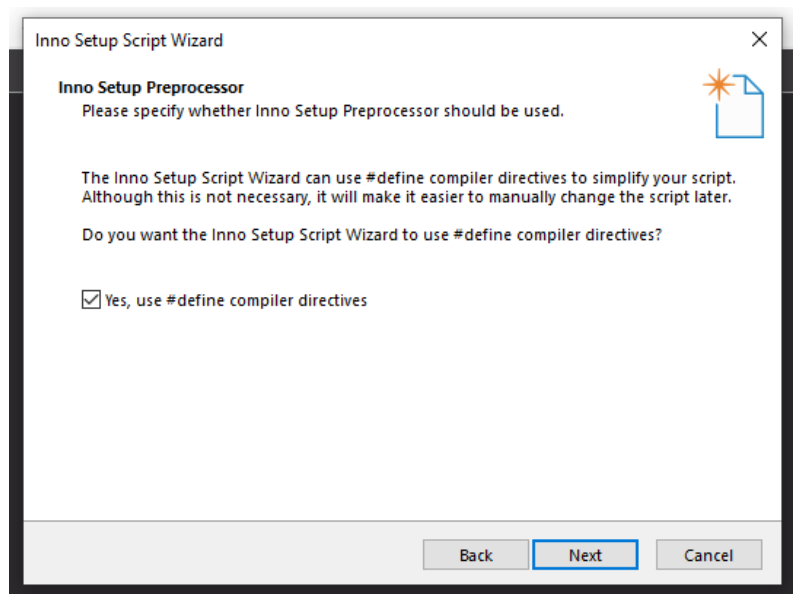 Inno Setup Script Wizard
Inno Setup Preprocessor
Please specify whether Inno Setup Preprocessor should be used.
The Inno Setup Script Wizard can use #define compiler directives to simplify your script.
Although this is not necessary, it will make it easier to manually change the script later.
Do you want the Inno Setup Script Wizard to use #define compiler directives?
Yes, use #define compiler directives
Back Next Cancel